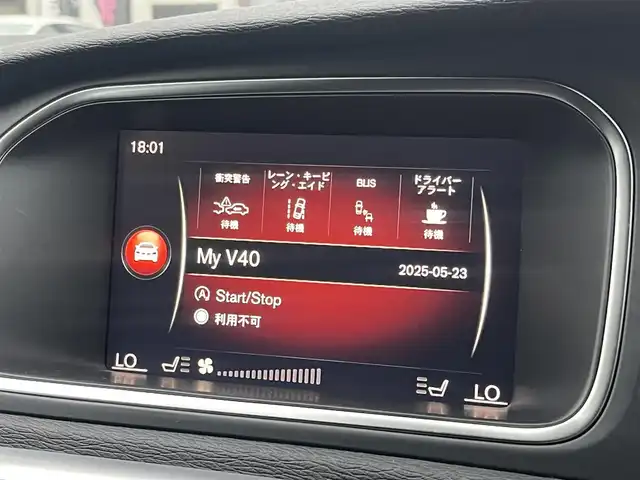 18:01
衝突警告
レーン・キーピ
ング・エイド
BLIS
ドライバー
アラート
待機
待機
待機
待機
My V40
2025-05-23
Start/Stop
利用不可
LO
LO